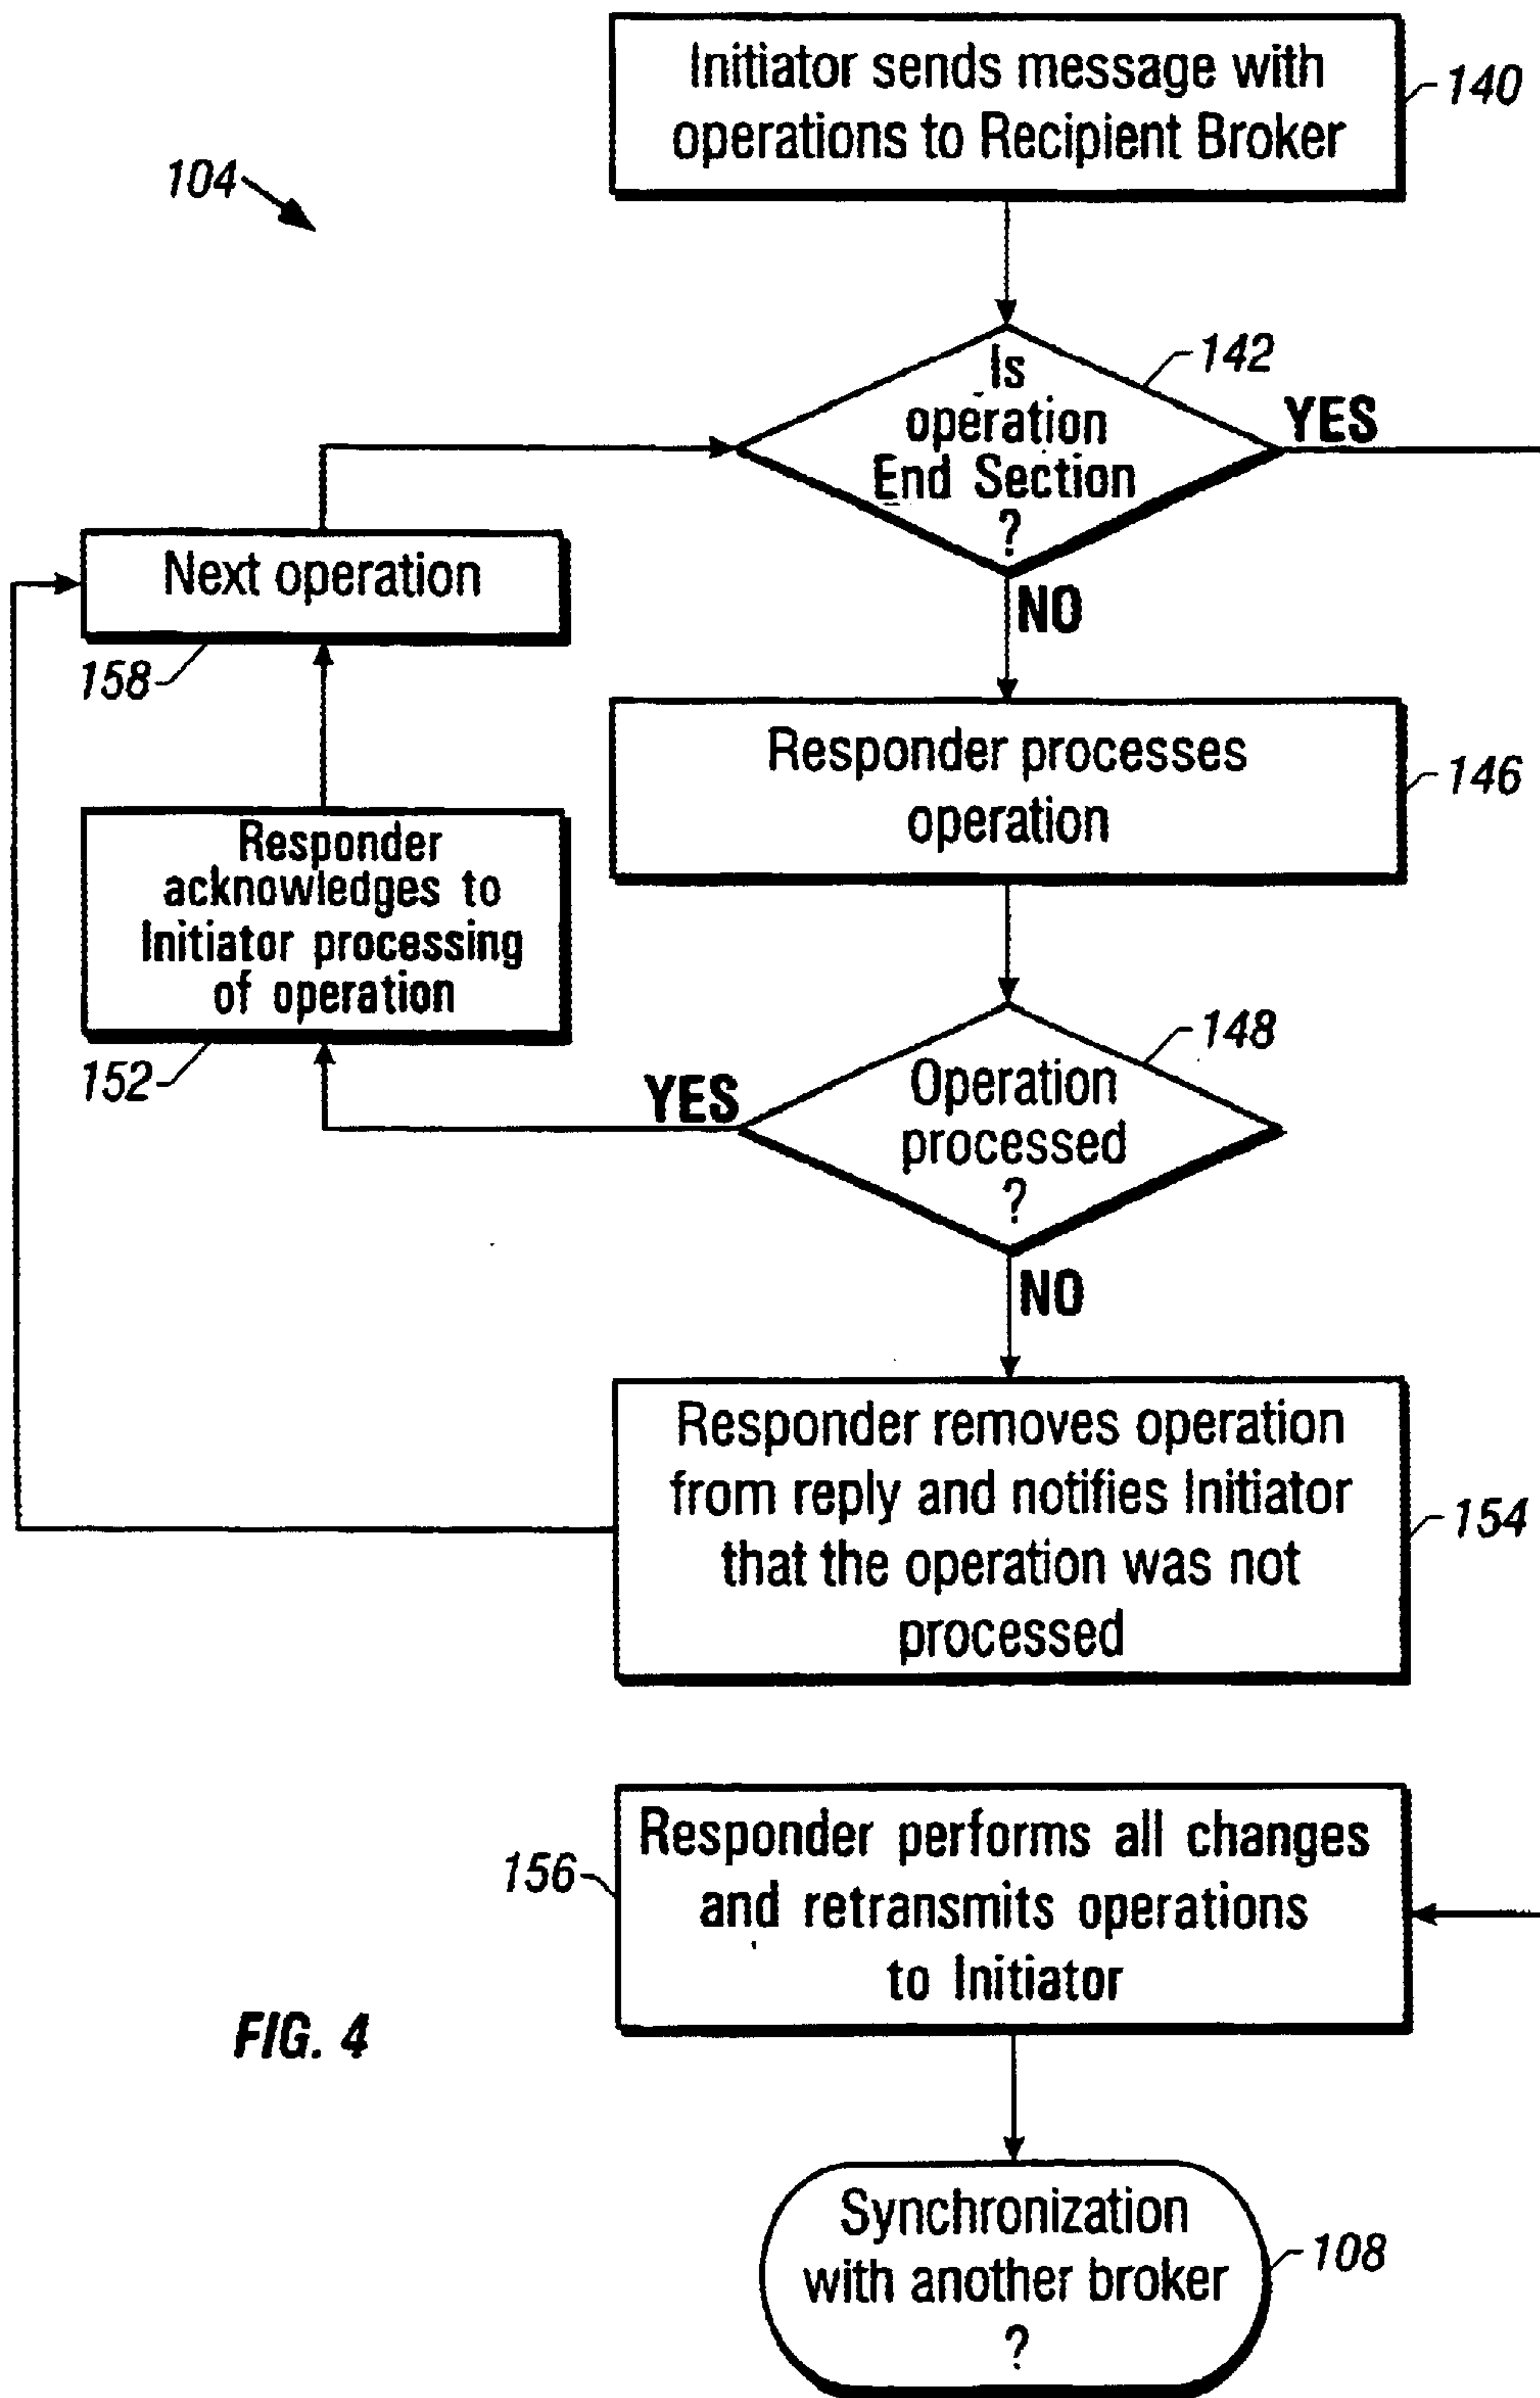 Initiator sends message with
operations to Recipient Broker
140
104
Is
operation
End Section
?
142
YES
NO
Next operation
158
Responder processes
operation
146
Responder
acknowledges to
Initiator processing
of operation
152
Operation
processed
?
148
YES
NO
Responder removes operation
from reply and notifies Initiator
that the operation was not
processed
154
Responder performs all changes
and retransmits operations
to Initiator
156
FIG. 4
Synchronization
with another broker
?
108